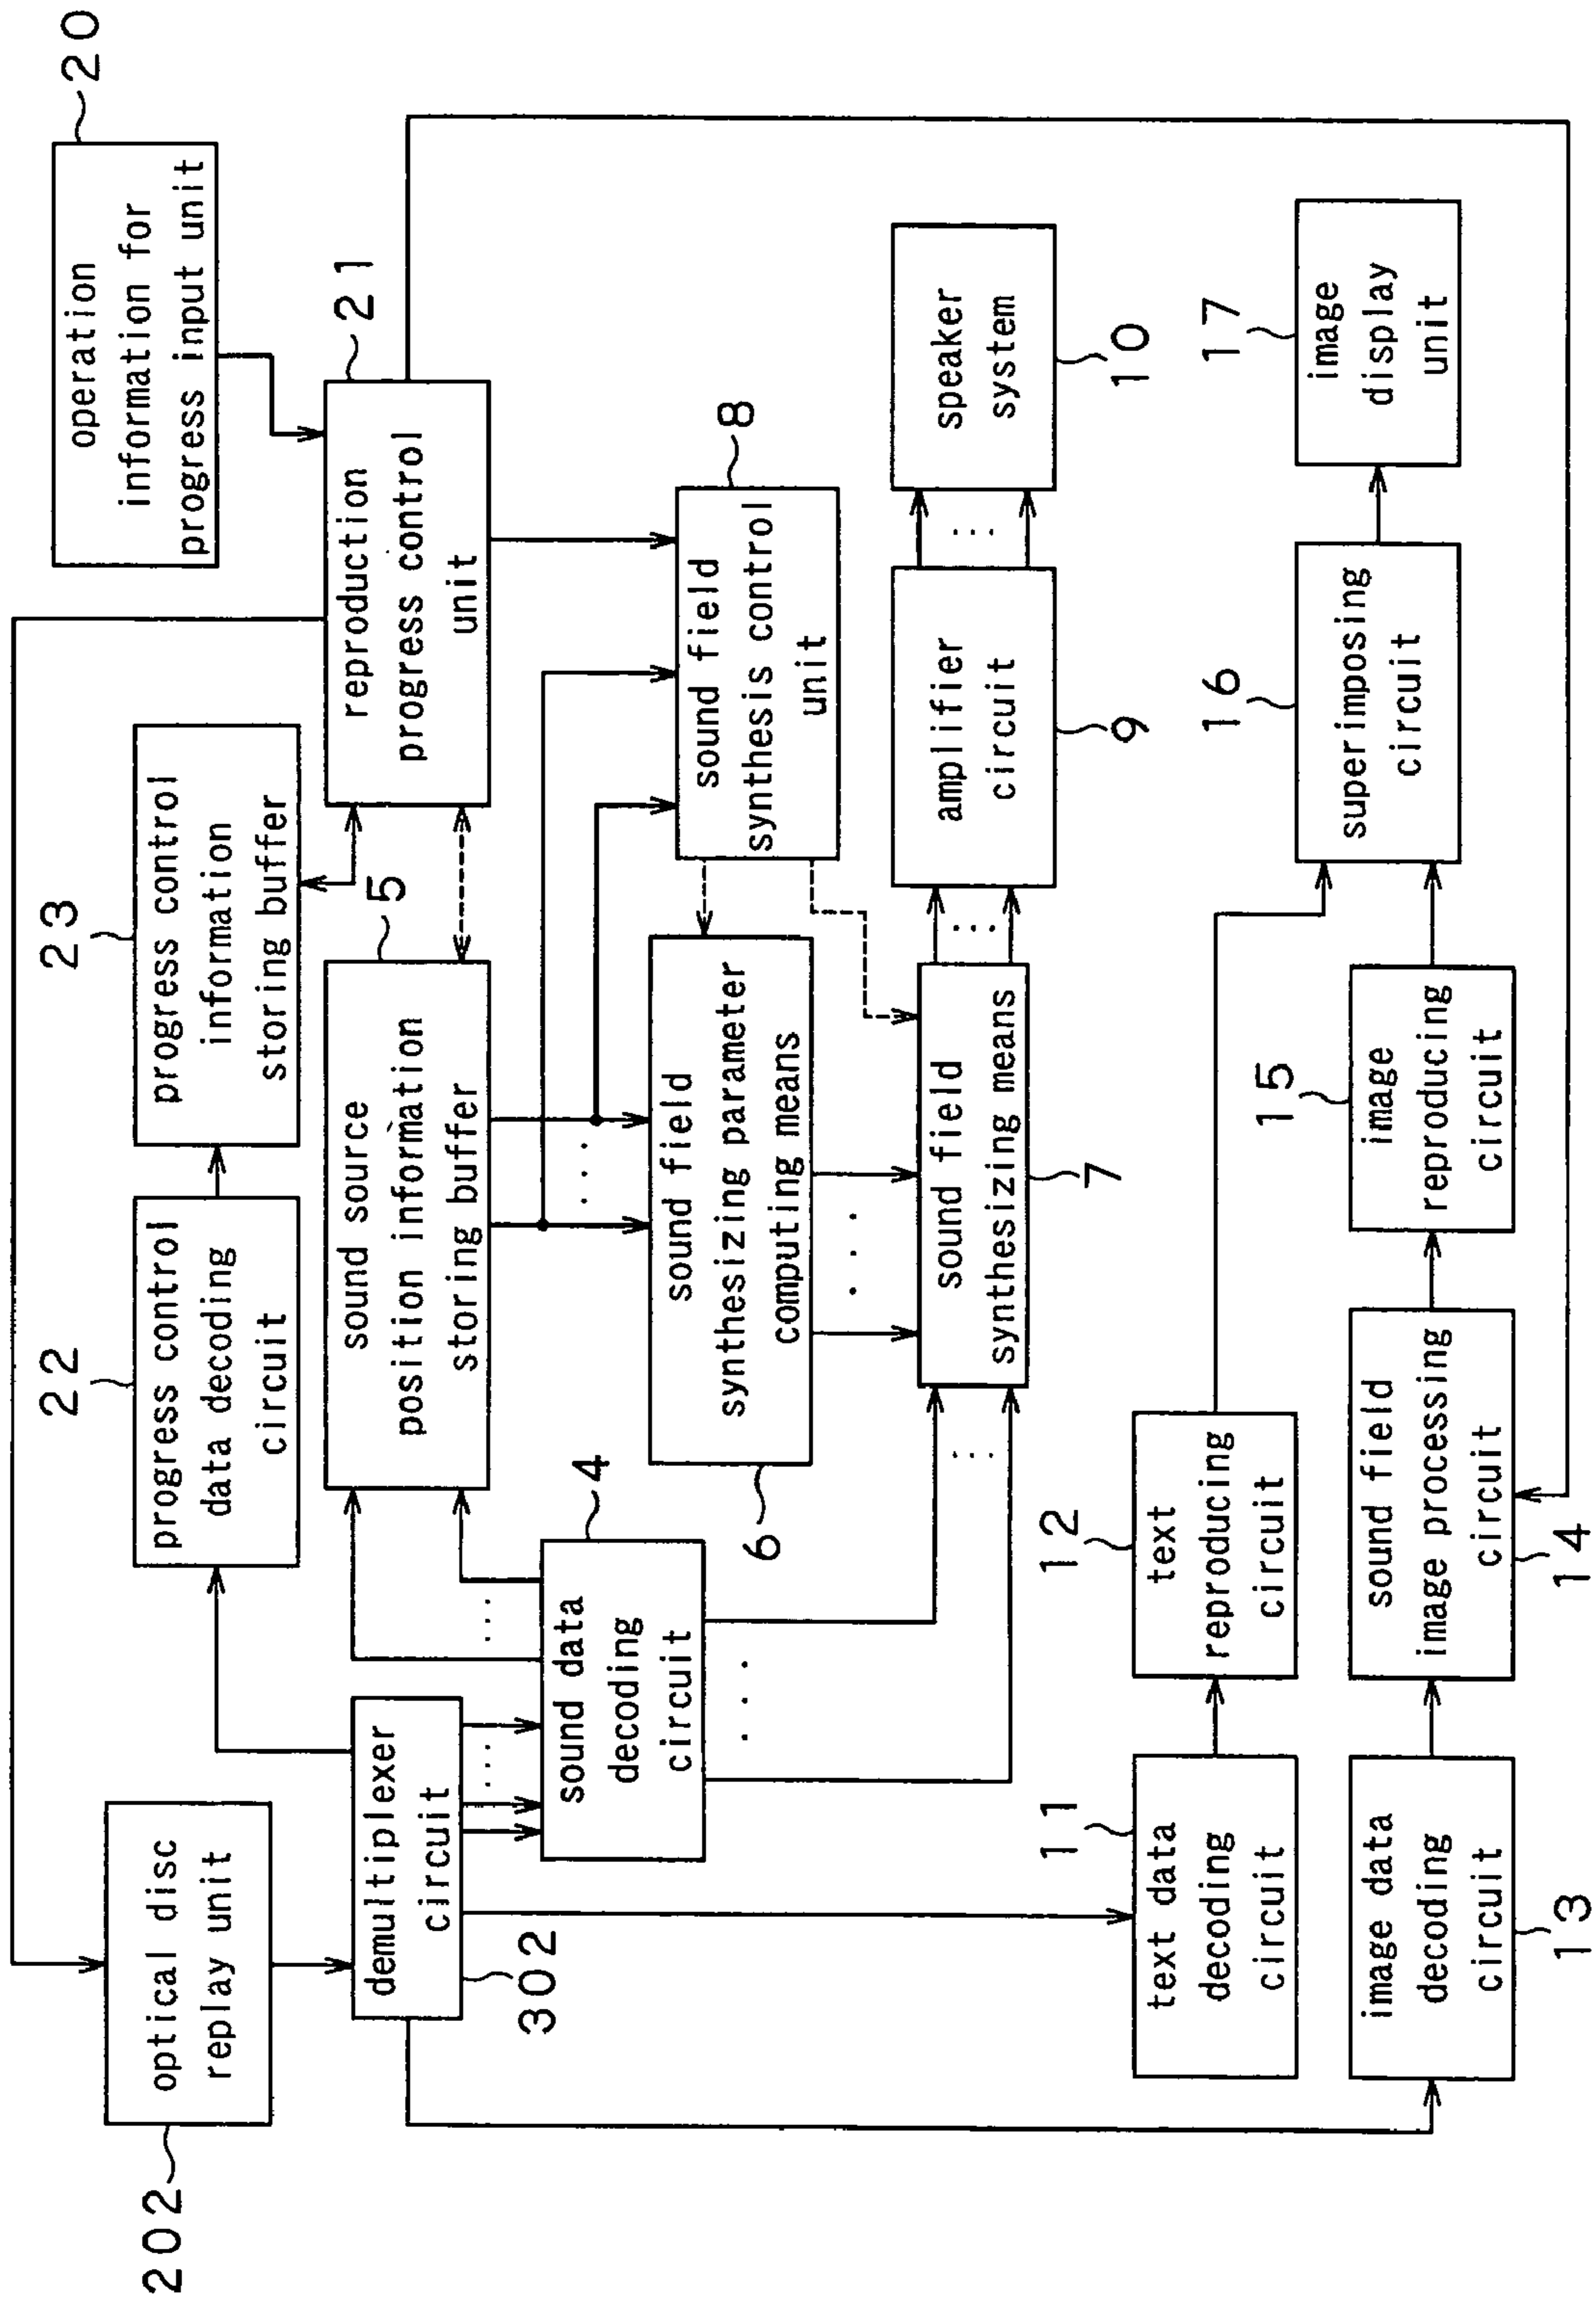 202
optical disc
replay unit
22
progress control
data decoding
circuit
23
progress control
information
storing buffer
operation
information for
progress input unit
20
demultiplexer
circuit
302
sound source
position information
storing buffer
5
reproduction
progress control
unit
21
sound data
decoding
circuit
4
sound field
synthesizing parameter
computing means
6
sound field
synthesis control
unit
8
sound field
synthesizing means
7
amplifier
circuit
9
speaker
system
10
text data
decoding
circuit
11
text
reproducing
circuit
12
superimposing
circuit
16
image
display
unit
17
image data
decoding
circuit
13
sound field
image processing
circuit
14
image
reproducing
circuit
15